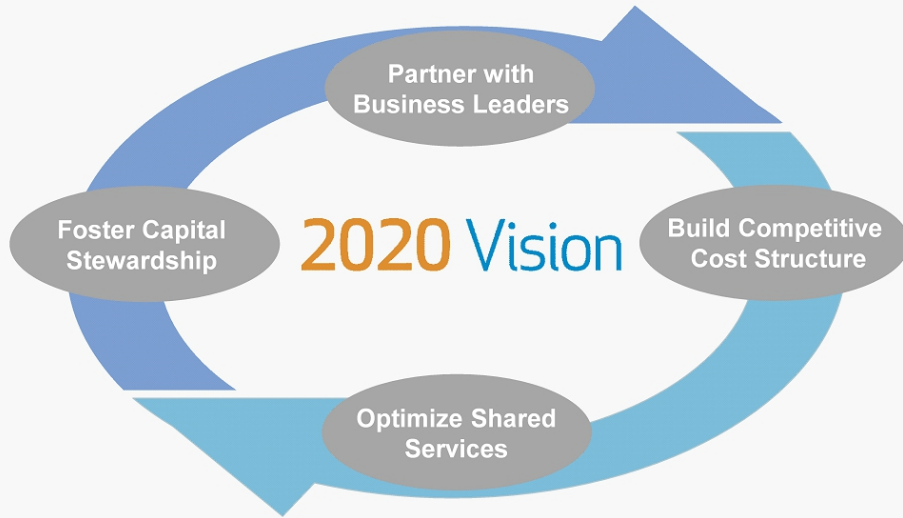 Partner with
Business Leaders
Foster Capital
Stewardship
2020 Vision
Build Competitive
Cost Structure
Optimize Shared
Services